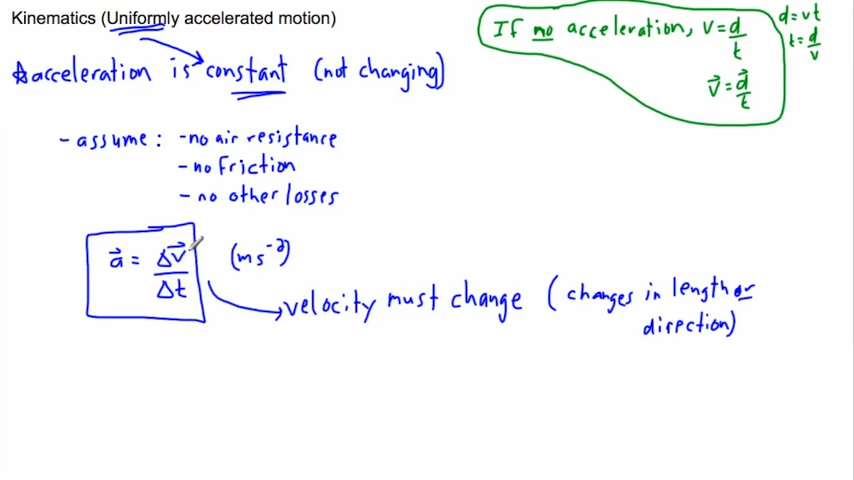 Kinematics (Uniformly accelerated motion)
acceleration is constant (not changing)
- assume : - no air resistance
- no friction
- no other losses
a⃗ = Δv⃗/Δt (ms⁻²)
velocity must change (changes in length or
direction)
If no acceleration, v = d/t
v⃗ = d⃗/t
d = vt
t = d/v